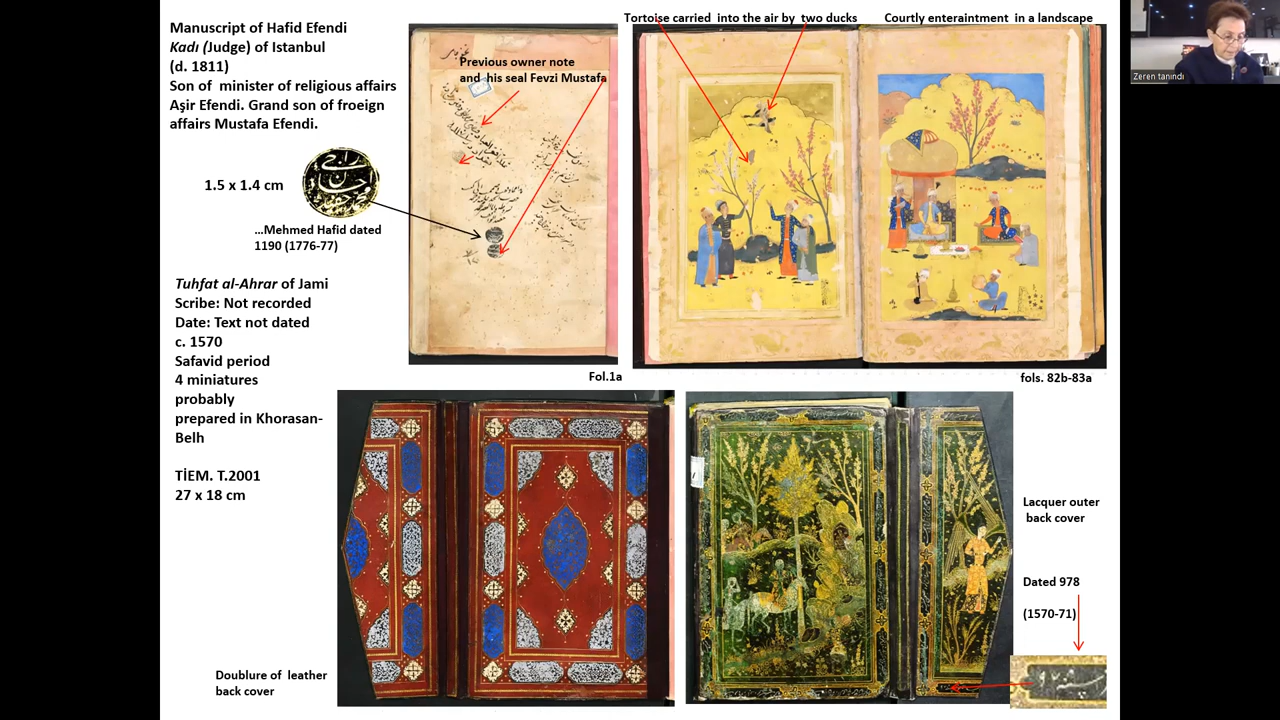 Manuscript of Hafid Efendi
Kadı (Judge) of Istanbul
(d. 1811)
Son of minister of religious affairs
Aşir Efendi. Grand son of froeign
affairs Mustafa Efendi.
1.5 x 1.4 cm
…Mehmed Hafid dated
1190 (1776-77)
Tuhfat al-Ahrar of Jami
Scribe: Not recorded
Date: Text not dated
c. 1570
Safavid period
4 miniatures
probably
prepared in Khorasan-
Belh
TİEM. T.2001
27 x 18 cm
Previous owner note
and his seal Fevzi Mustafa
Fol.1a
Tortoise carried into the air by two ducks
Courtly enteraintment in a landscape
fols. 82b-83a
Doublure of leather
back cover
Lacquer outer
back cover
Dated 978
(1570-71)
Zeren tanındı